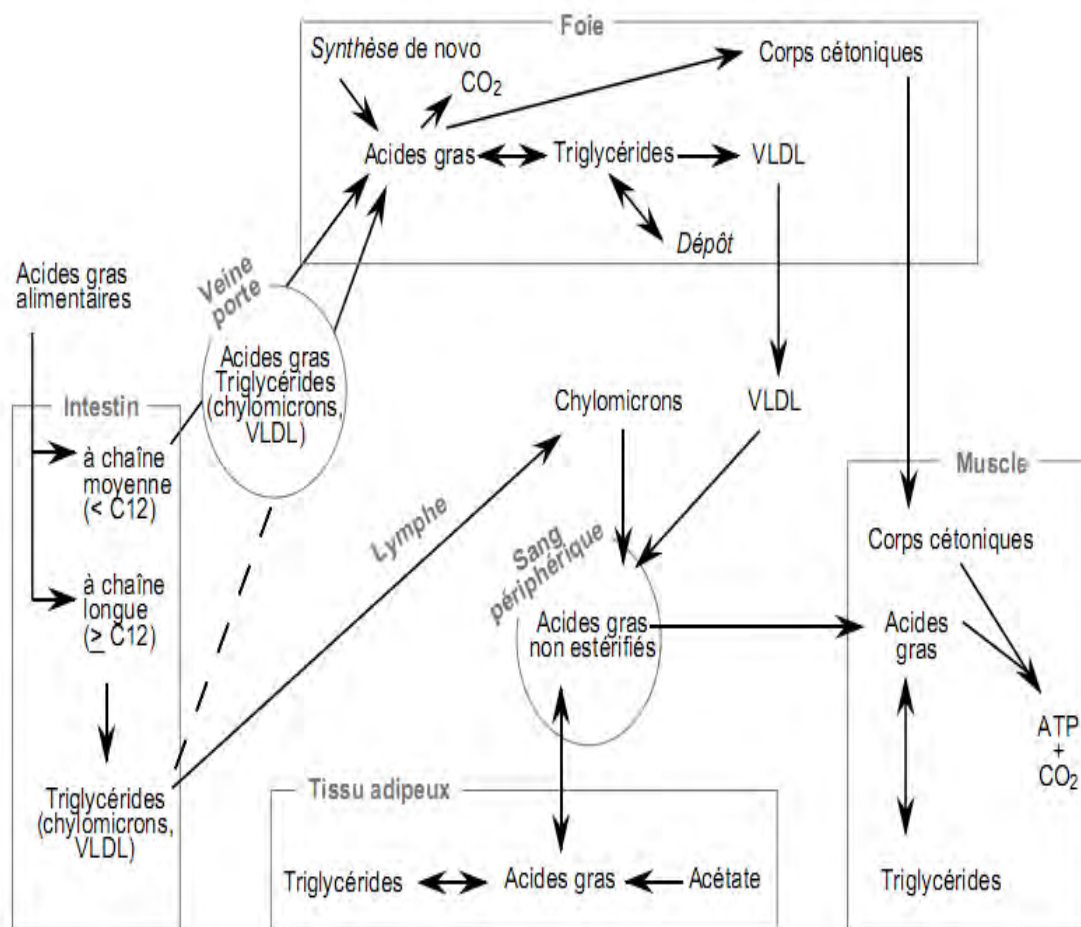 Foie
Synthèse de novo
CO2
Corps cétoniques
Acides gras
Triglycérides
VLDL
Dépôt
Acides gras
alimentaires
Veine
porte
Acides gras
Triglycérides
(chylomicrons,
VLDL)
Intestin
à chaîne
moyenne
(< C12)
à chaîne
longue
(≥ C12)
Triglycérides
(chylomicrons,
VLDL)
Lymphe
Chylomicrons
VLDL
Sang
périphérique
Acides gras
non estérifiés
Muscle
Corps cétoniques
Acides
gras
ATP
+
CO2
Triglycérides
Tissu adipeux
Triglycérides
Acides gras
Acétate